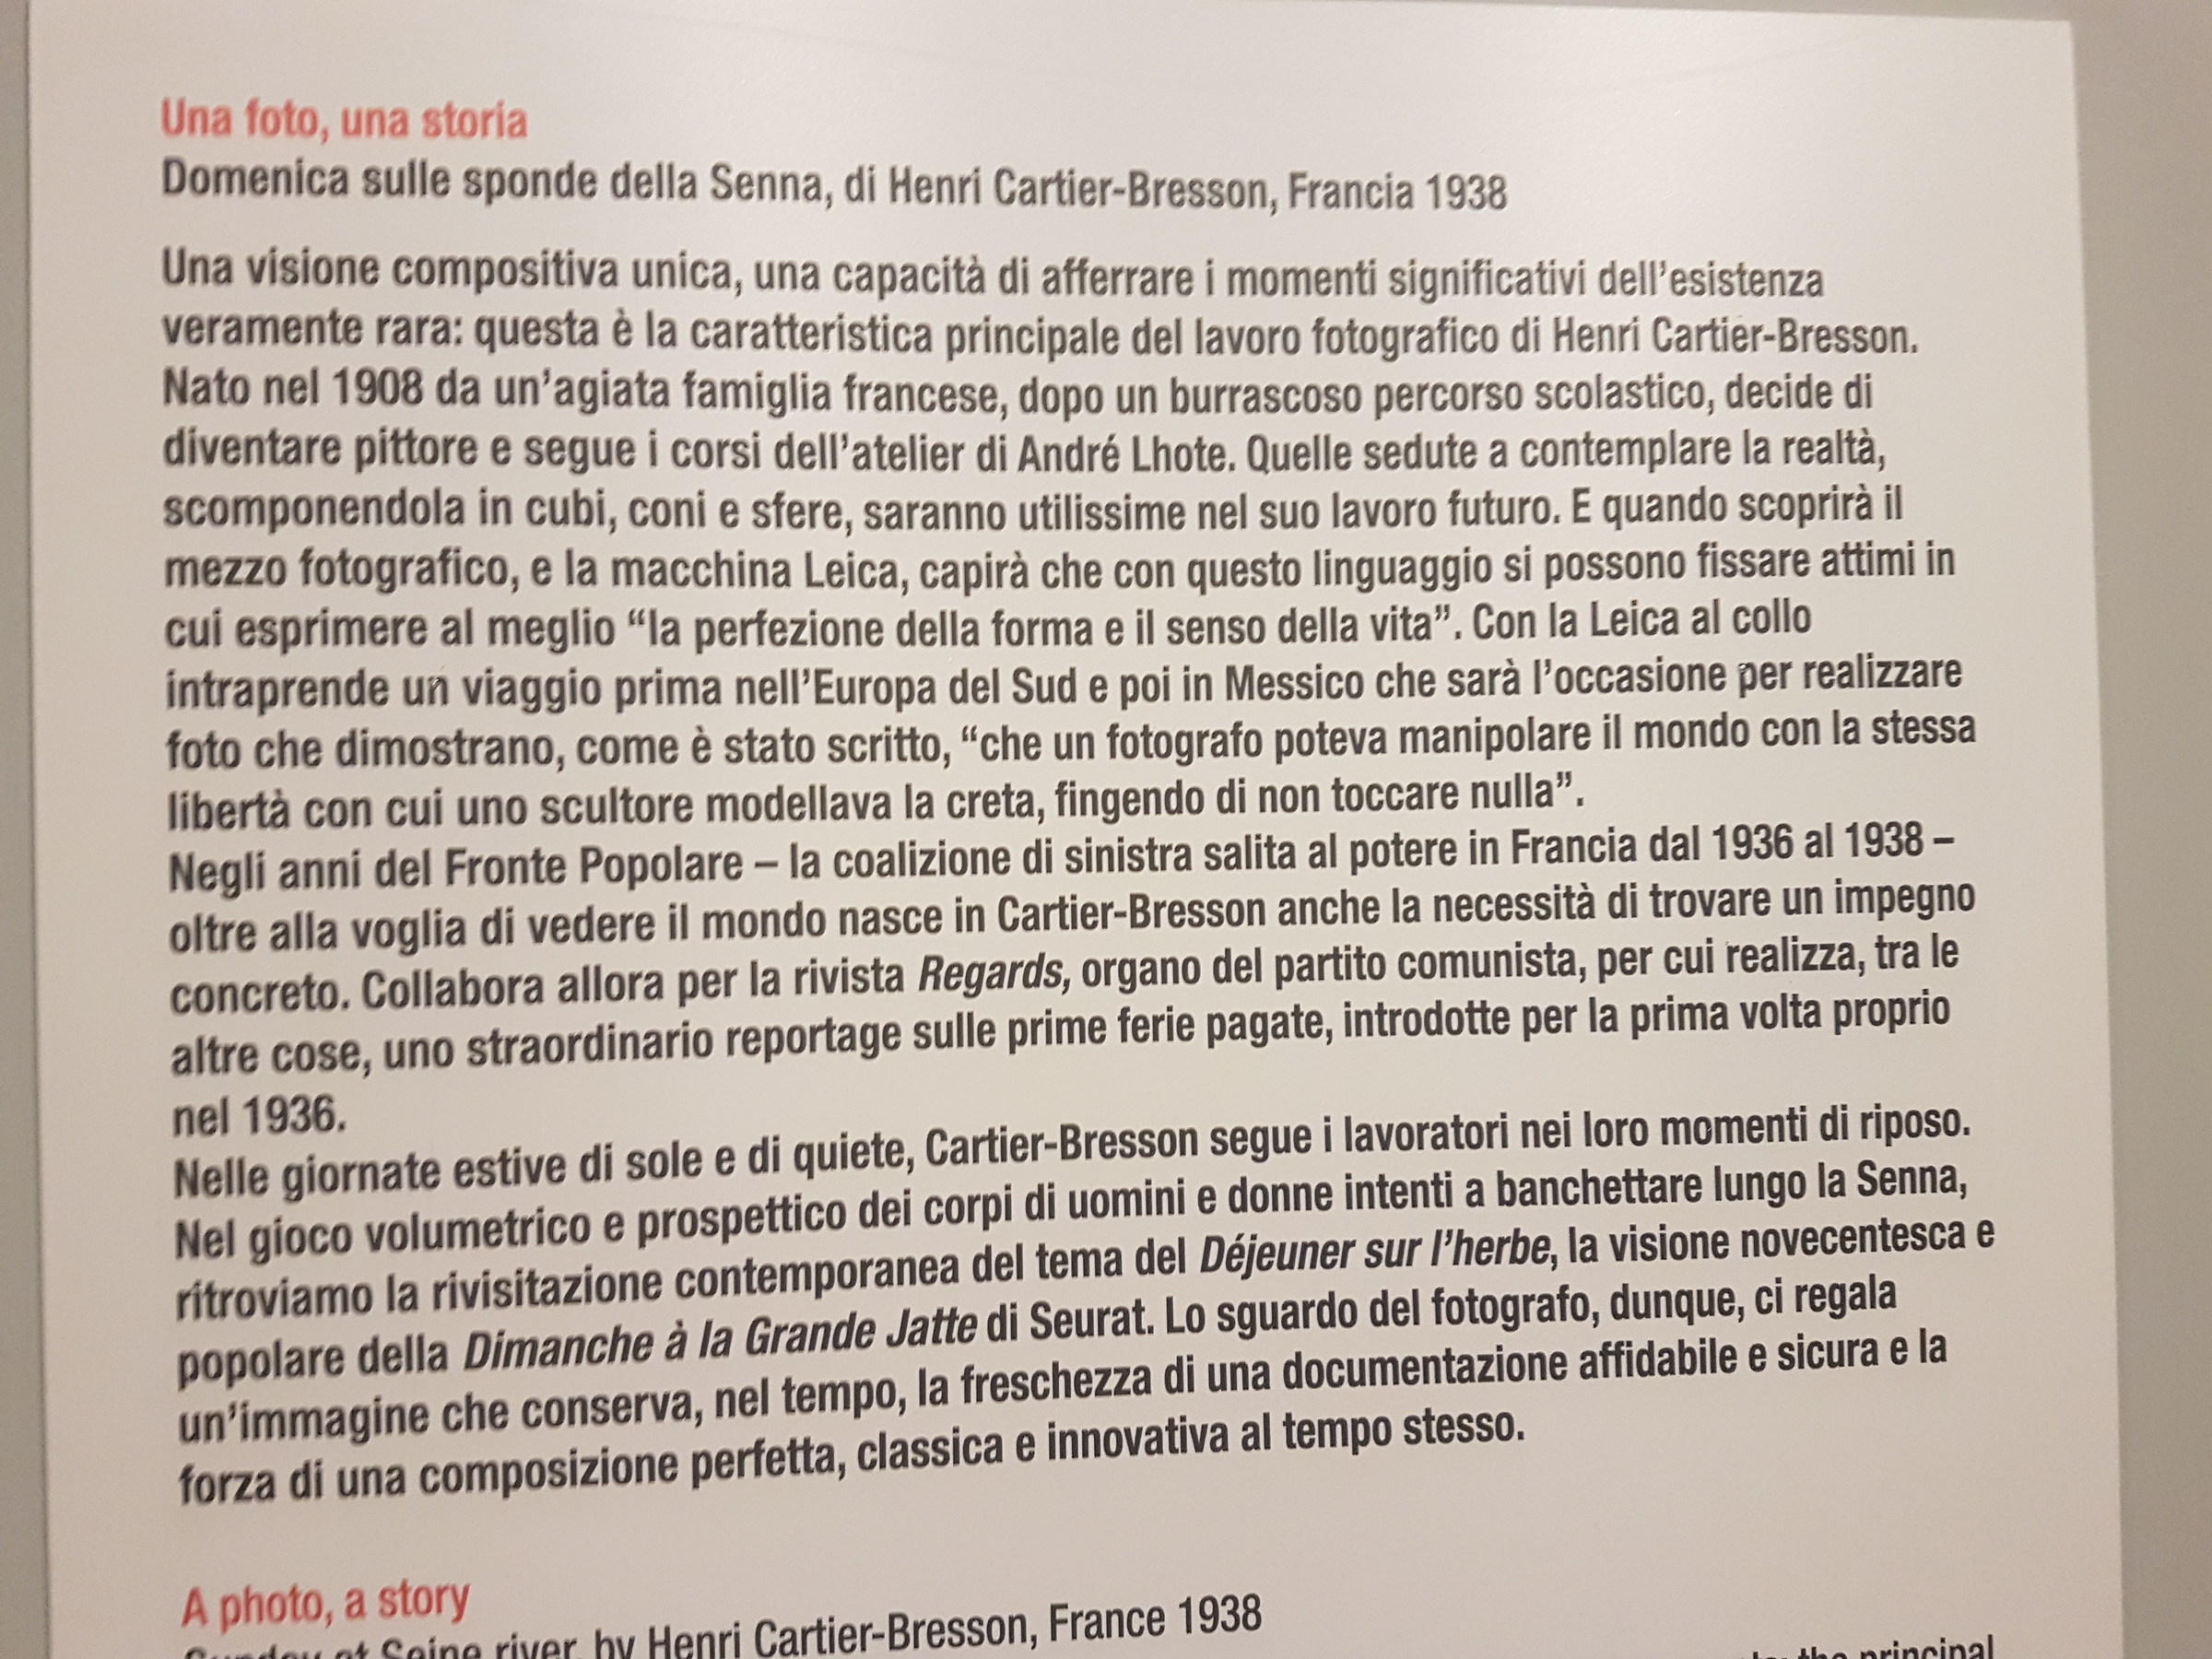 Una foto, una storia
Domenica sulle sponde della Senna, di Henri Cartier-Bresson, Francia 1938
Una visione compositiva unica, una capacità di afferrare i momenti significativi dell’esistenza
veramente rara: questa è la caratteristica principale del lavoro fotografico di Henri Cartier-Bresson.
Nato nel 1908 da un’agiata famiglia francese, dopo un burrascoso percorso scolastico, decide di
diventare pittore e segue i corsi dell’atelier di André Lhote. Quelle sedute a contemplare la realtà,
scomponendola in cubi, coni e sfere, saranno utilissime nel suo lavoro futuro. E quando scoprirà il
mezzo fotografico, e la macchina Leica, capirà che con questo linguaggio si possono fissare attimi in
cui esprimere al meglio “la perfezione della forma e il senso della vita”. Con la Leica al collo
intraprende un viaggio prima nell’Europa del Sud e poi in Messico che sarà l’occasione per realizzare
foto che dimostrano, come è stato scritto, “che un fotografo poteva manipolare il mondo con la stessa
libertà con cui uno scultore modellava la creta, fingendo di non toccare nulla”.
Negli anni del Fronte Popolare – la coalizione di sinistra salita al potere in Francia dal 1936 al 1938 –
oltre alla voglia di vedere il mondo nasce in Cartier-Bresson anche la necessità di trovare un impegno
concreto. Collabora allora per la rivista Regards, organo del partito comunista, per cui realizza, tra le
altre cose, uno straordinario reportage sulle prime ferie pagate, introdotte per la prima volta proprio
nel 1936.
Nelle giornate estive di sole e di quiete, Cartier-Bresson segue i lavoratori nei loro momenti di riposo.
Nel gioco volumetrico e prospettico dei corpi di uomini e donne intenti a banchettare lungo la Senna,
ritroviamo la rivisitazione contemporanea del tema del Déjeuner sur l’herbe, la visione novecentesca e
popolare della Dimanche à la Grande Jatte di Seurat. Lo sguardo del fotografo, dunque, ci regala
un’immagine che conserva, nel tempo, la freschezza di una documentazione affidabile e sicura e la
forza di una composizione perfetta, classica e innovativa al tempo stesso.
A photo, a story
Sunday at Seine river, by Henri Cartier-Bresson, France 1938
the principal